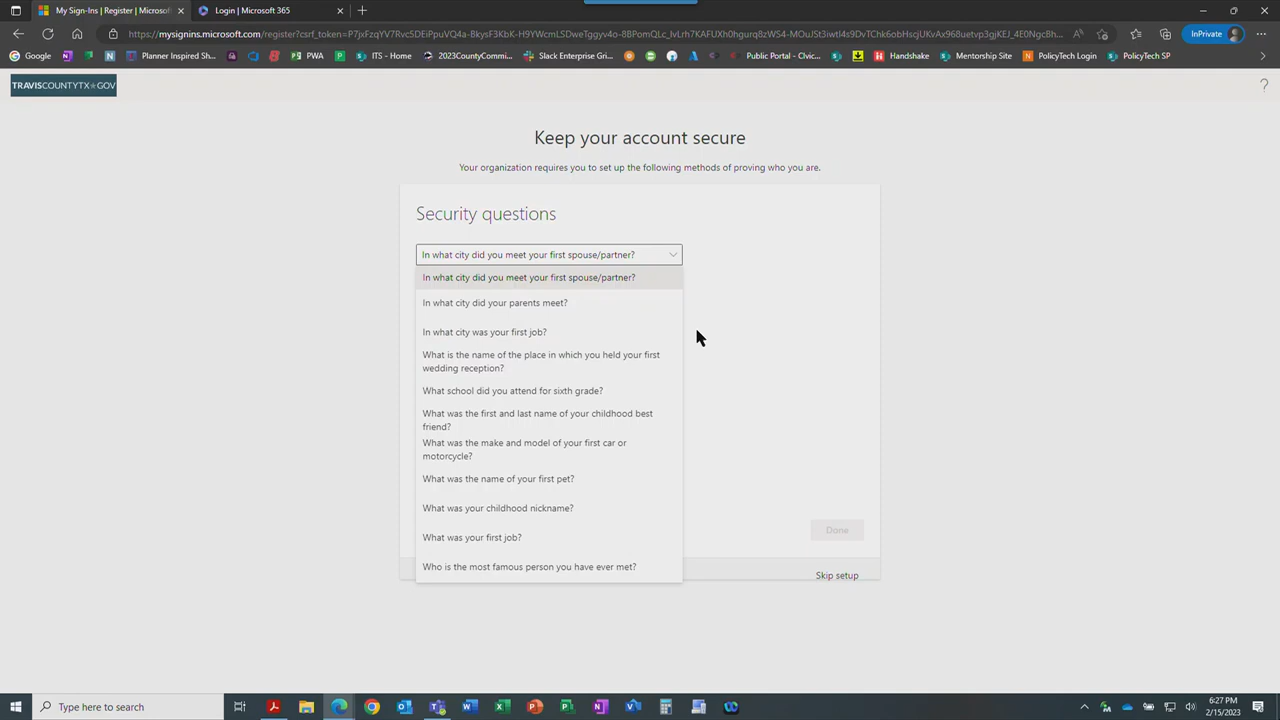 My Sign-Ins | Register | Microsof
Login | Microsoft 365
https://mysignins.microsoft.com/register?csrf_token=
InPrivate
Google
Planner Inspired Sh...
PWA
ITS - Home
2023CountyCommi...
Slack Enterprise Gri...
Public Portal - Civic...
Handshake
Mentorship Site
PolicyTech Login
PolicyTech SP
TRAVISCOUNTYTX★GOV
?
Keep your account secure
Your organization requires you to set up the following methods of proving who you are.
Security questions
In what city did you meet your first spouse/partner?
In what city did you meet your first spouse/partner?
In what city did your parents meet?
In what city was your first job?
What is the name of the place in which you held your first
wedding reception?
What school did you attend for sixth grade?
What was the first and last name of your childhood best
friend?
What was the make and model of your first car or
motorcycle?
What was the name of your first pet?
What was your childhood nickname?
What was your first job?
Done
Who is the most famous person you have ever met?
Skip setup
Type here to search
6:27 PM
2/15/2023